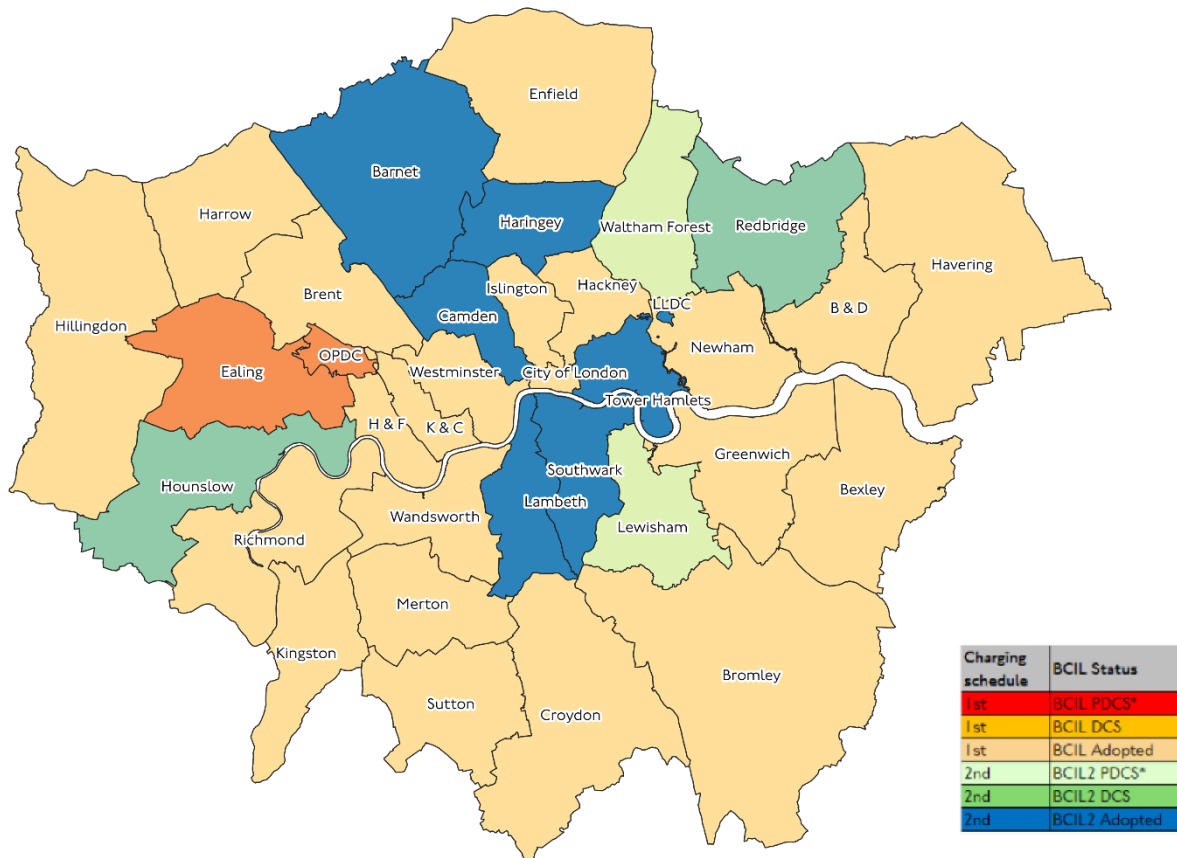 Enfield
Barnet
Harrow
Haringey
Waltham Forest
Redbridge
Havering
Brent
Islington
Hackney
Camden
LLDC
B & D
Hillingdon
OPDC
Newham
Ealing
Westminster
City of London
Tower Hamlets
H & F
K & C
Greenwich
Hounslow
Southwark
Bexley
Lambeth
Wandsworth
Lewisham
Richmond
Merton
Kingston
Bromley
Sutton
Croydon
Charging schedule BCIL Status
1st BCIL PDCS*
1st BCIL DCS
1st BCIL Adopted
2nd BCIL2 PDCS*
2nd BCIL2 DCS
2nd BCIL2 Adopted